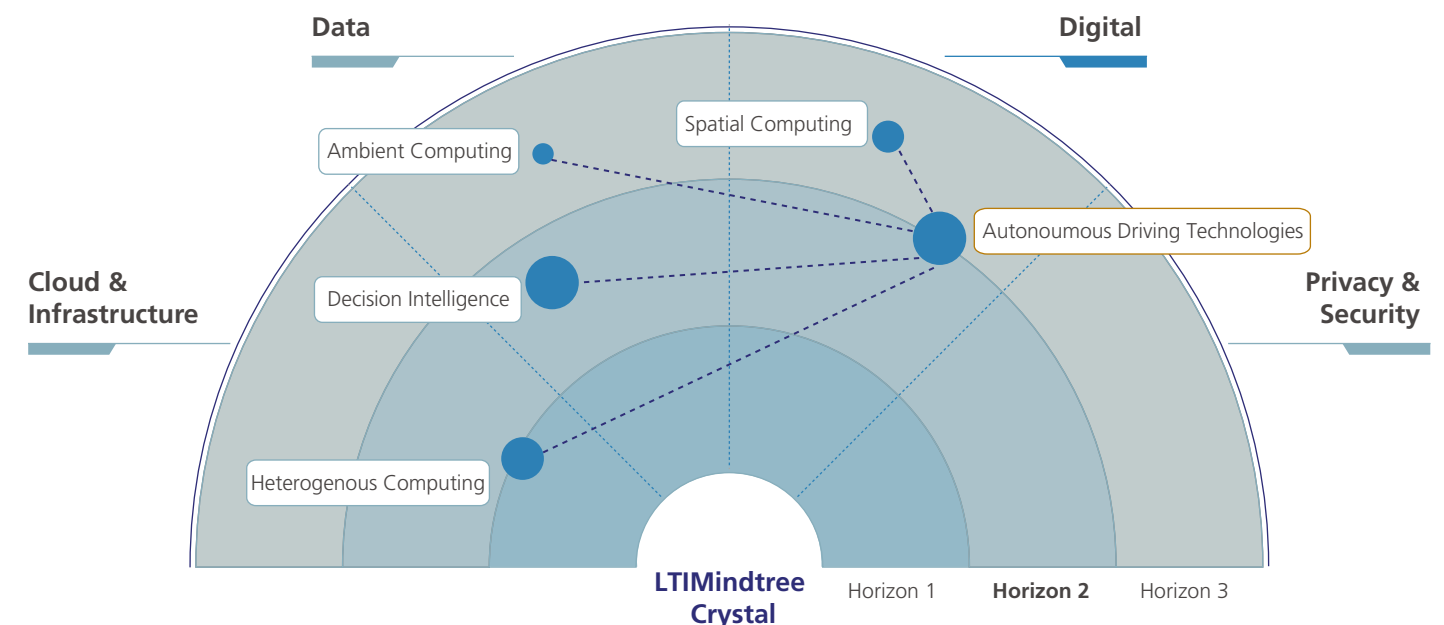 Data
Digital
Spatial Computing
Ambient Computing
Autonoumous Driving Technologies
Cloud &
Infrastructure
Decision Intelligence
Privacy &
Security
Heterogenous Computing
LTIMindtree
Crystal
Horizon 1
Horizon 2
Horizon 3